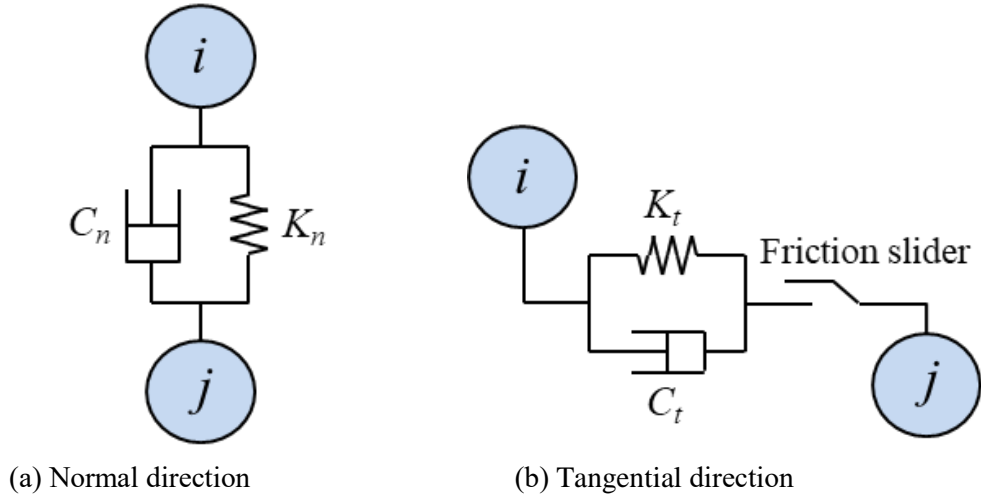 i
C_n
K_n
j
(a) Normal direction
i
K_t
Friction slider
C_t
j
(b) Tangential direction